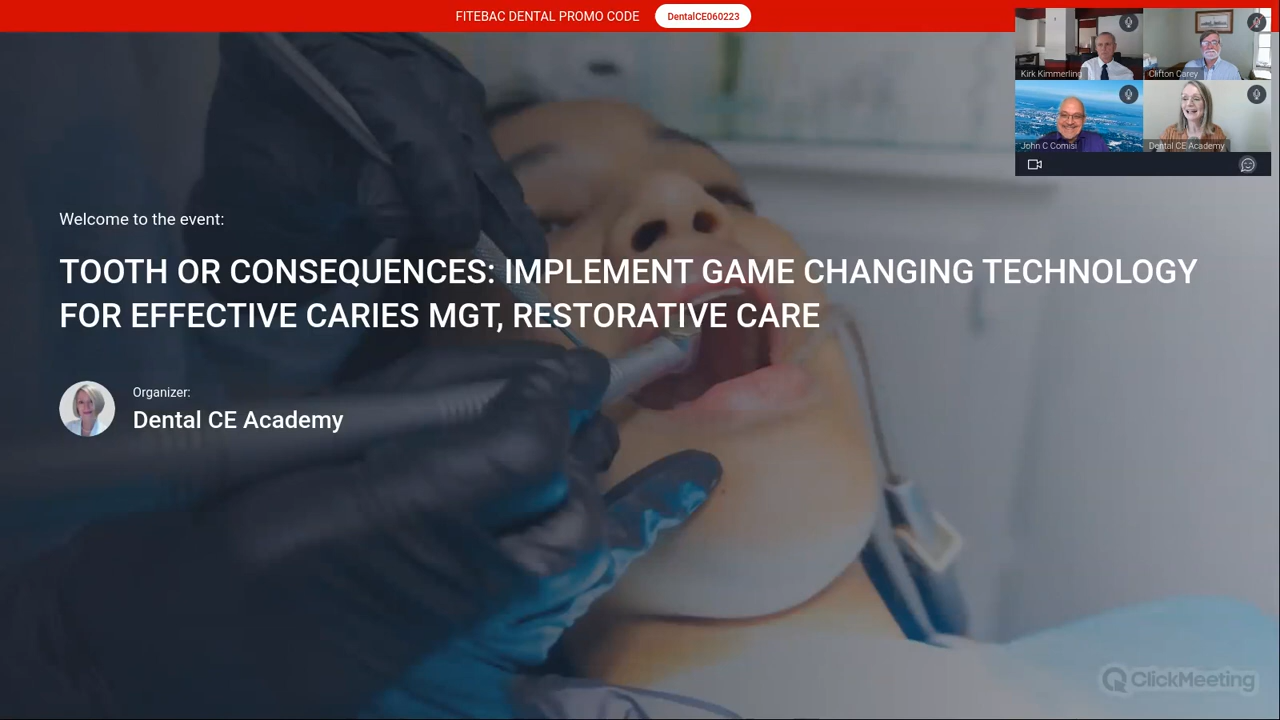 FITEBAC DENTAL PROMO CODE DentalCE060223
Kirk Kimmerling
Clifton Carey
John C Comisi
Dental CE Academy
Welcome to the event:
TOOTH OR CONSEQUENCES: IMPLEMENT GAME CHANGING TECHNOLOGY
FOR EFFECTIVE CARIES MGT, RESTORATIVE CARE
Organizer:
Dental CE Academy
ClickMeeting